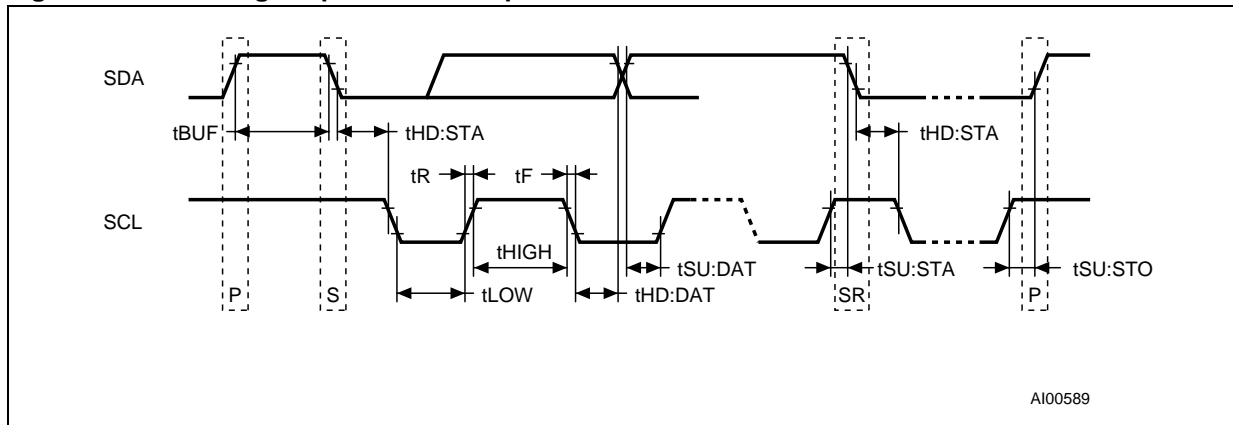 SDA
tBUF
tHD:STA
tHD:STA
tR
tF
SCL
tHIGH
tSU:DAT
tSU:STA
tSU:STO
P
S
tLOW
tHD:DAT
SR
P
AI00589